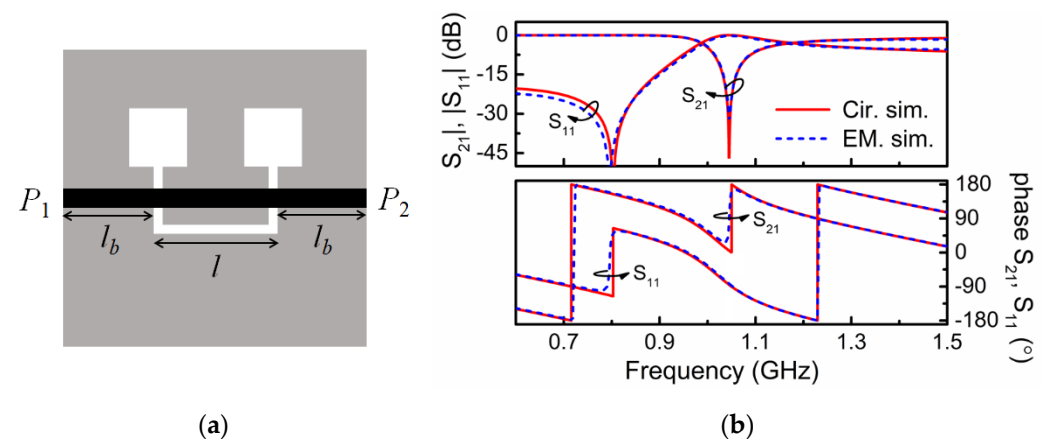 P1
P2
lb
l
lb
(a)
(b)
|S21|, |S11| (dB)
0
-15
-30
-45
S11
S21
Cir. sim.
EM. sim.
phase S21, S11 (°)
180
90
0
-90
-180
S21
S11
0.7 0.9 1.1 1.3 1.5
Frequency (GHz)